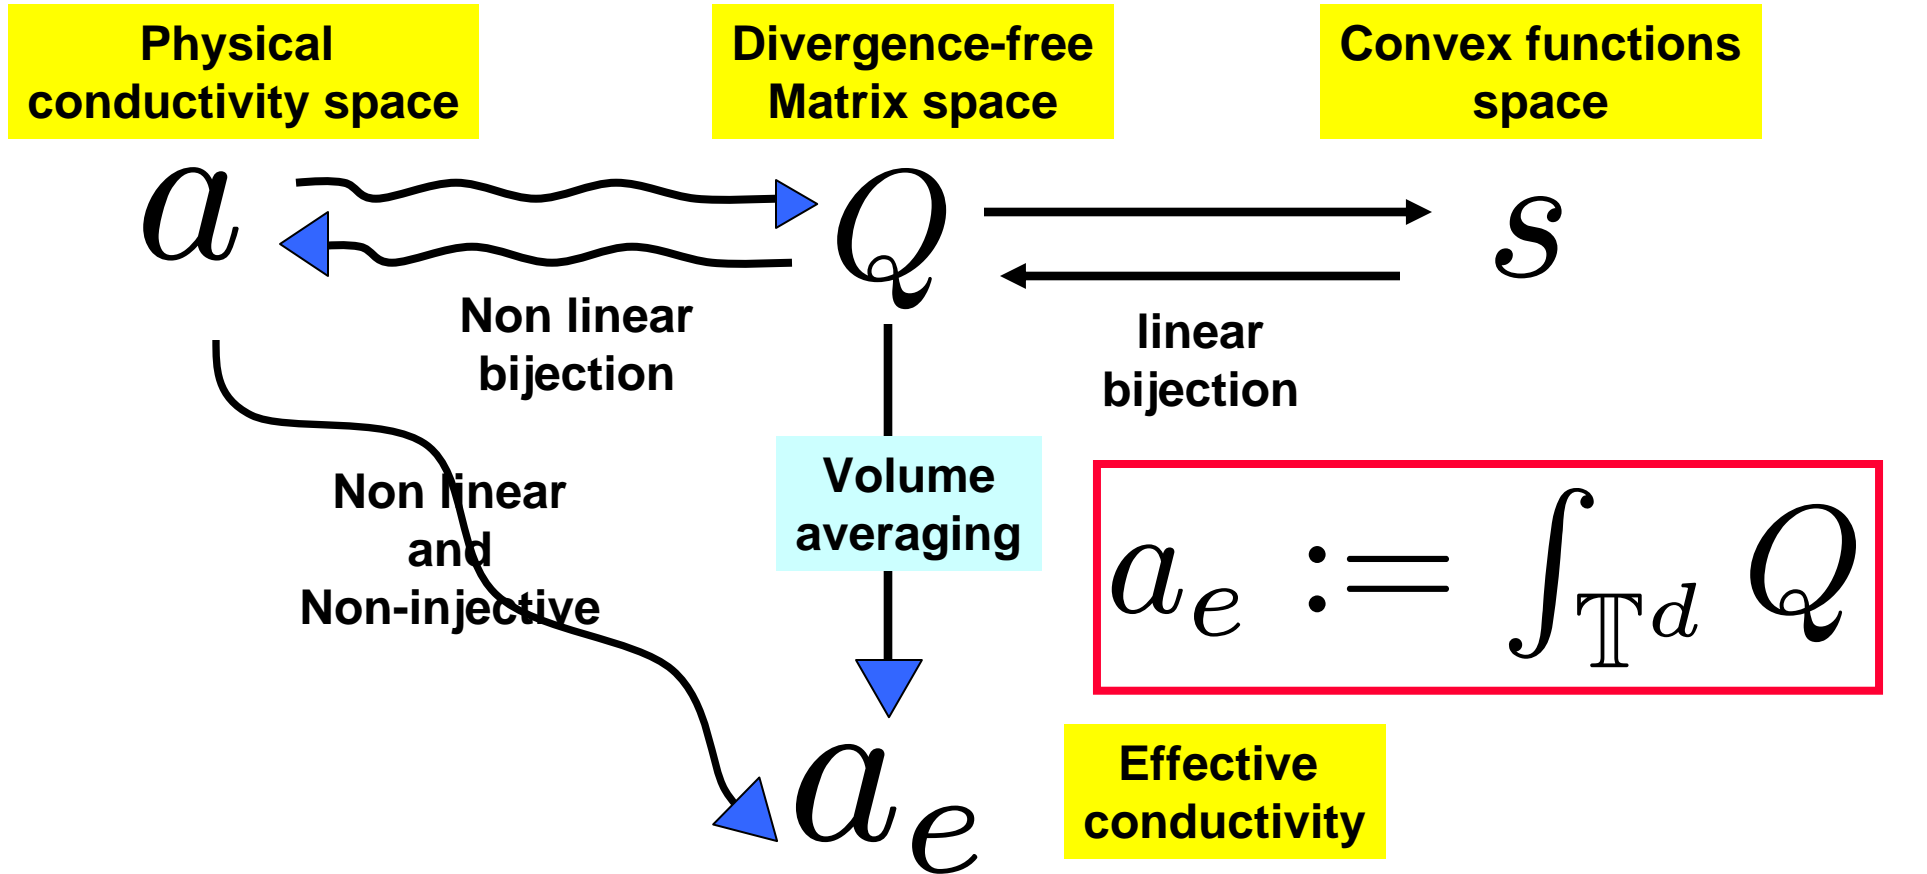 Physical
conductivity space
Divergence-free
Matrix space
Convex functions
space
a
Q
s
Non linear
bijection
linear
bijection
Non linear
and
Non-injective
Volume
averaging
a_e := ∫_{𝕋^d} Q
a_e
Effective
conductivity